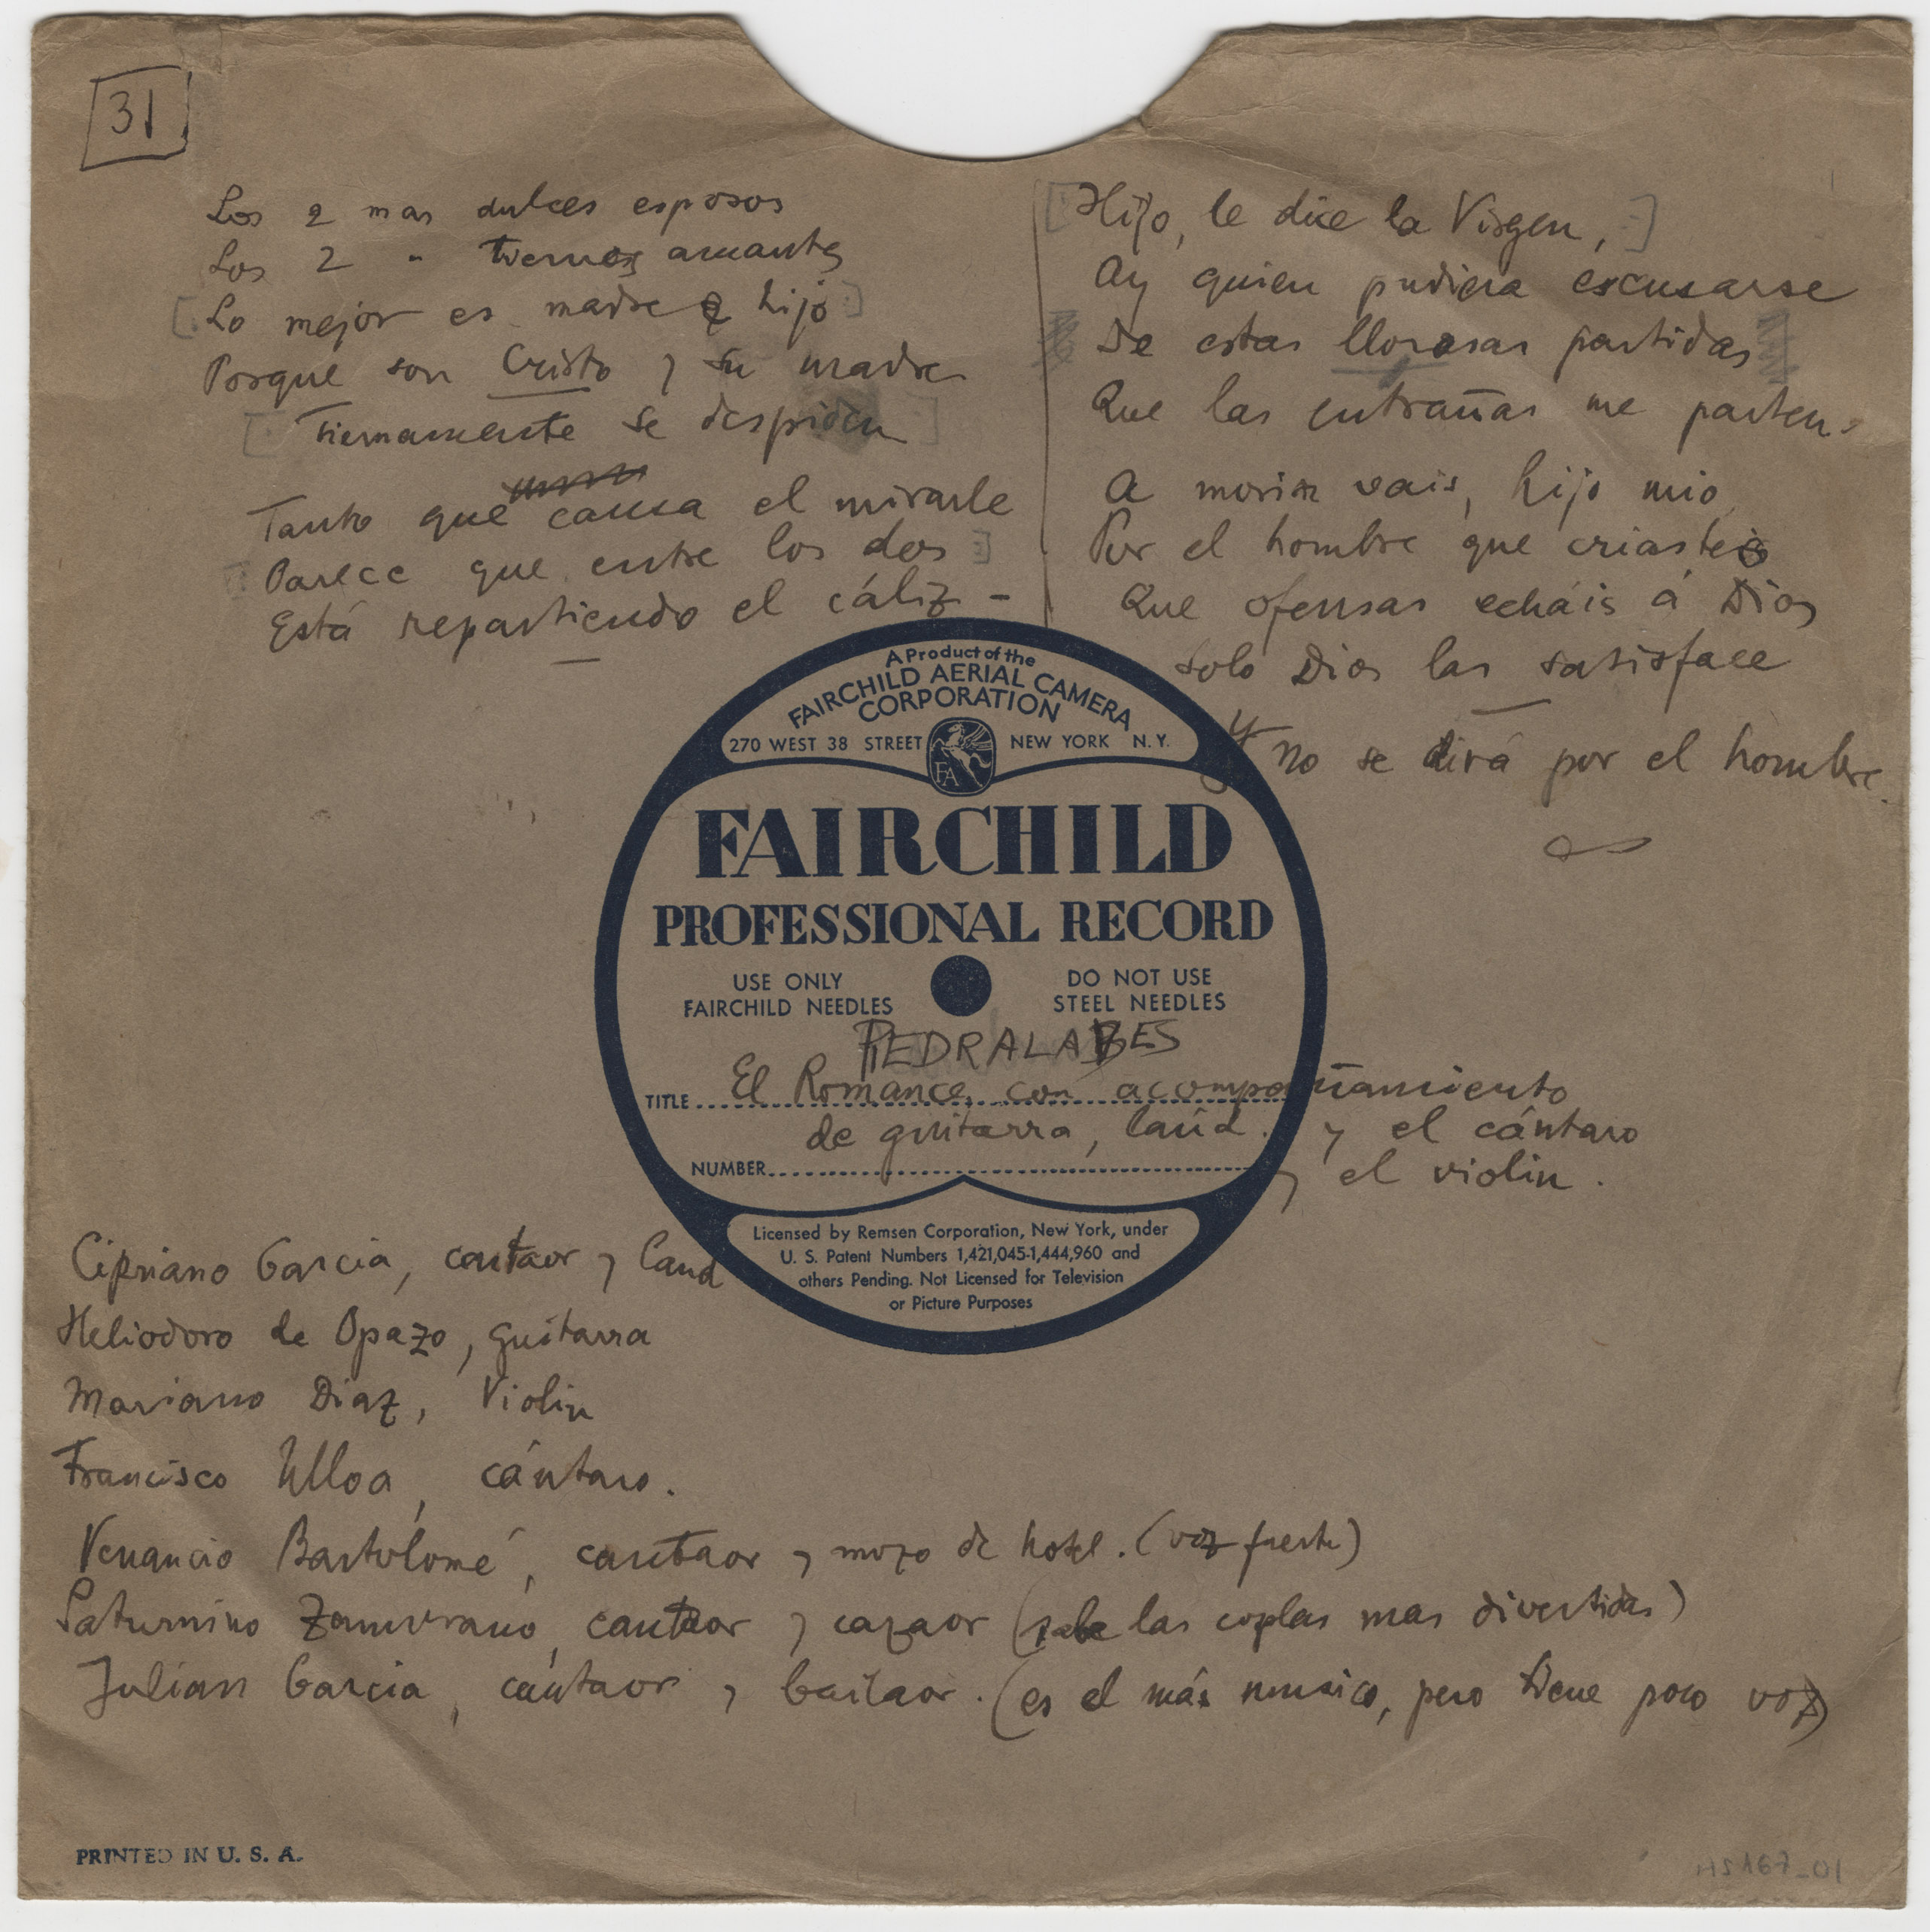 31
Los 2 mas dulces esposos
Los 2 " tiernos amantes
[Lo mejor es madre e hijo]
Porque son Cristo y su madre
[Tiernamente se despiden]
Tanto que causa el mirarle
[Parece que entre los dos]
Está repartiendo el cáliz -
[Hijo, le dice la Virgen,]
Ay quien pudiera escusarse
De estas llorosas partidas
Que las entrañas me parten.
A morir vais, hijo mio
Por el hombre que criasteis
Que ofensas echáis á Dios
Solo Dios las satisface
Y no se dirá por el hombre.
A Product of the
FAIRCHILD AERIAL CAMERA
CORPORATION
270 WEST 38 STREET NEW YORK N.Y.
FA
FAIRCHILD
PROFESSIONAL RECORD
USE ONLY
FAIRCHILD NEEDLES
DO NOT USE
STEEL NEEDLES
PIEDRALABES
TITLE El Romance, con acompañamiento
de guitarra, laúd. y el cántaro
NUMBER y el violin.
Licensed by Remsen Corporation, New York, under
U. S. Patent Numbers 1,421,045-1,444,960 and
others Pending. Not Licensed for Television
or Picture Purposes
Cipriano Garcia, cantaor y laud
Heliodoro de Opazo, guitarra
Mariano Diaz, Violin
Francisco Ulloa, cántaro.
Venancio Bartolomé, cantaor y mozo de hotel. (voz fuerte)
Saturnino Zamorano, cantaor y cazaor (sabe las coplas mas divertidas)
Julian Garcia, cántaor y bailaor. (es el más musico, pero tiene poco voz)
PRINTED IN U. S. A.
HS167_01